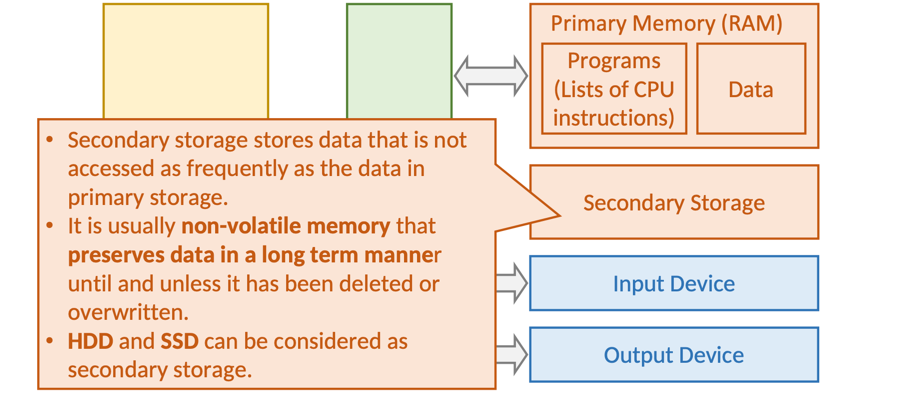 Primary Memory (RAM)
Programs
(Lists of CPU
instructions)
Data
• Secondary storage stores data that is not
accessed as frequently as the data in
primary storage.
• It is usually non-volatile memory that
preserves data in a long term manner
until and unless it has been deleted or
overwritten.
• HDD and SSD can be considered as
secondary storage.
Secondary Storage
Input Device
Output Device